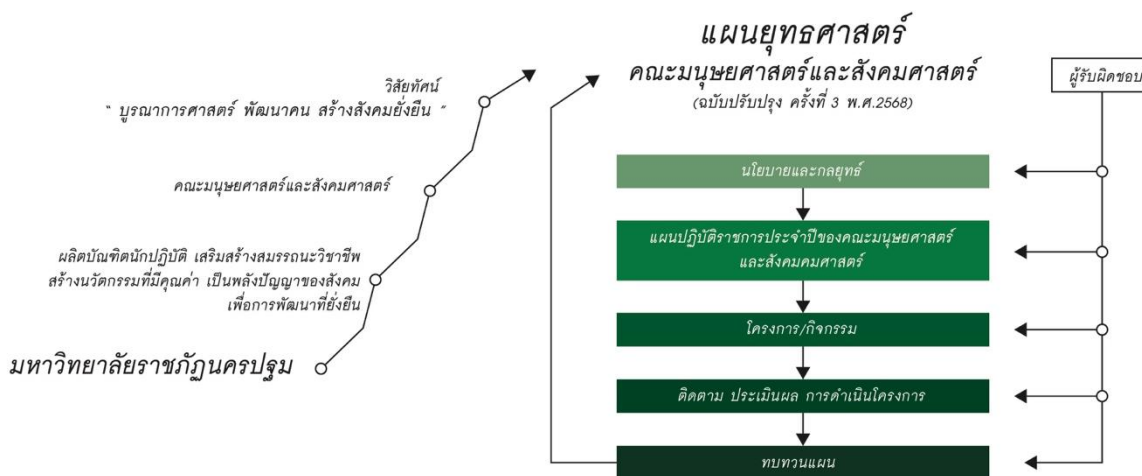 แผนยุทธศาสตร์
คณะมนุษยศาสตร์และสังคมศาสตร์
(ฉบับปรับปรุง ครั้งที่ 3 พ.ศ.2568)
ผู้รับผิดชอบ
วิสัยทัศน์
“ บูรณาการศาสตร์ พัฒนาคน สร้างสังคมยั่งยืน ”
คณะมนุษยศาสตร์และสังคมศาสตร์
ผลิตบัณฑิตนักปฏิบัติ เสริมสร้างสมรรถนะวิชาชีพ
สร้างนวัตกรรมที่มีคุณค่า เป็นพลังปัญญาของสังคม
เพื่อการพัฒนาที่ยั่งยืน
มหาวิทยาลัยราชภัฏนครปฐม
นโยบายและกลยุทธ์
แผนปฏิบัติราชการประจำปีของคณะมนุษยศาสตร์
และสังคมคมศาสตร์
โครงการ/กิจกรรม
ติดตาม ประเมินผล การดำเนินโครงการ
ทบทวนแผน